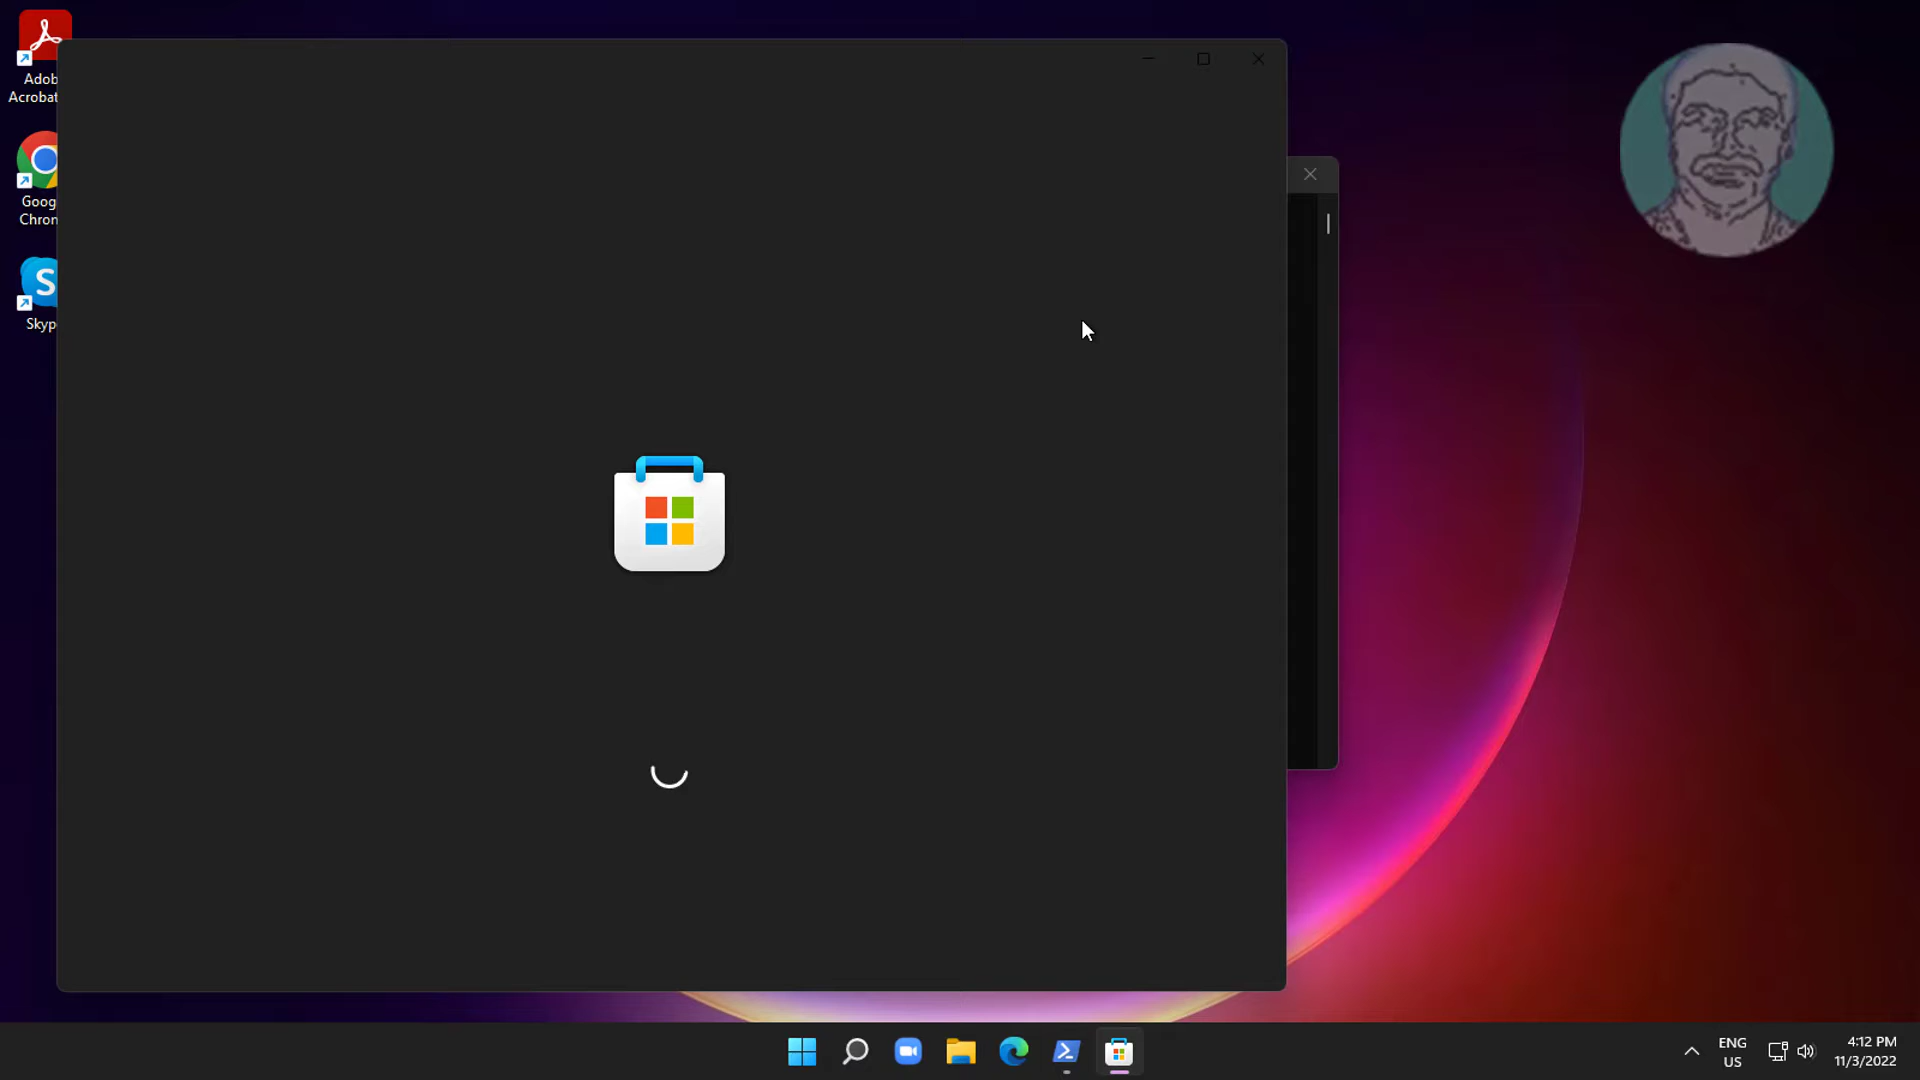 Adob
Acrobat
Goog
Chron
S
Skyp
ENG
US
4:12 PM
11/3/2022